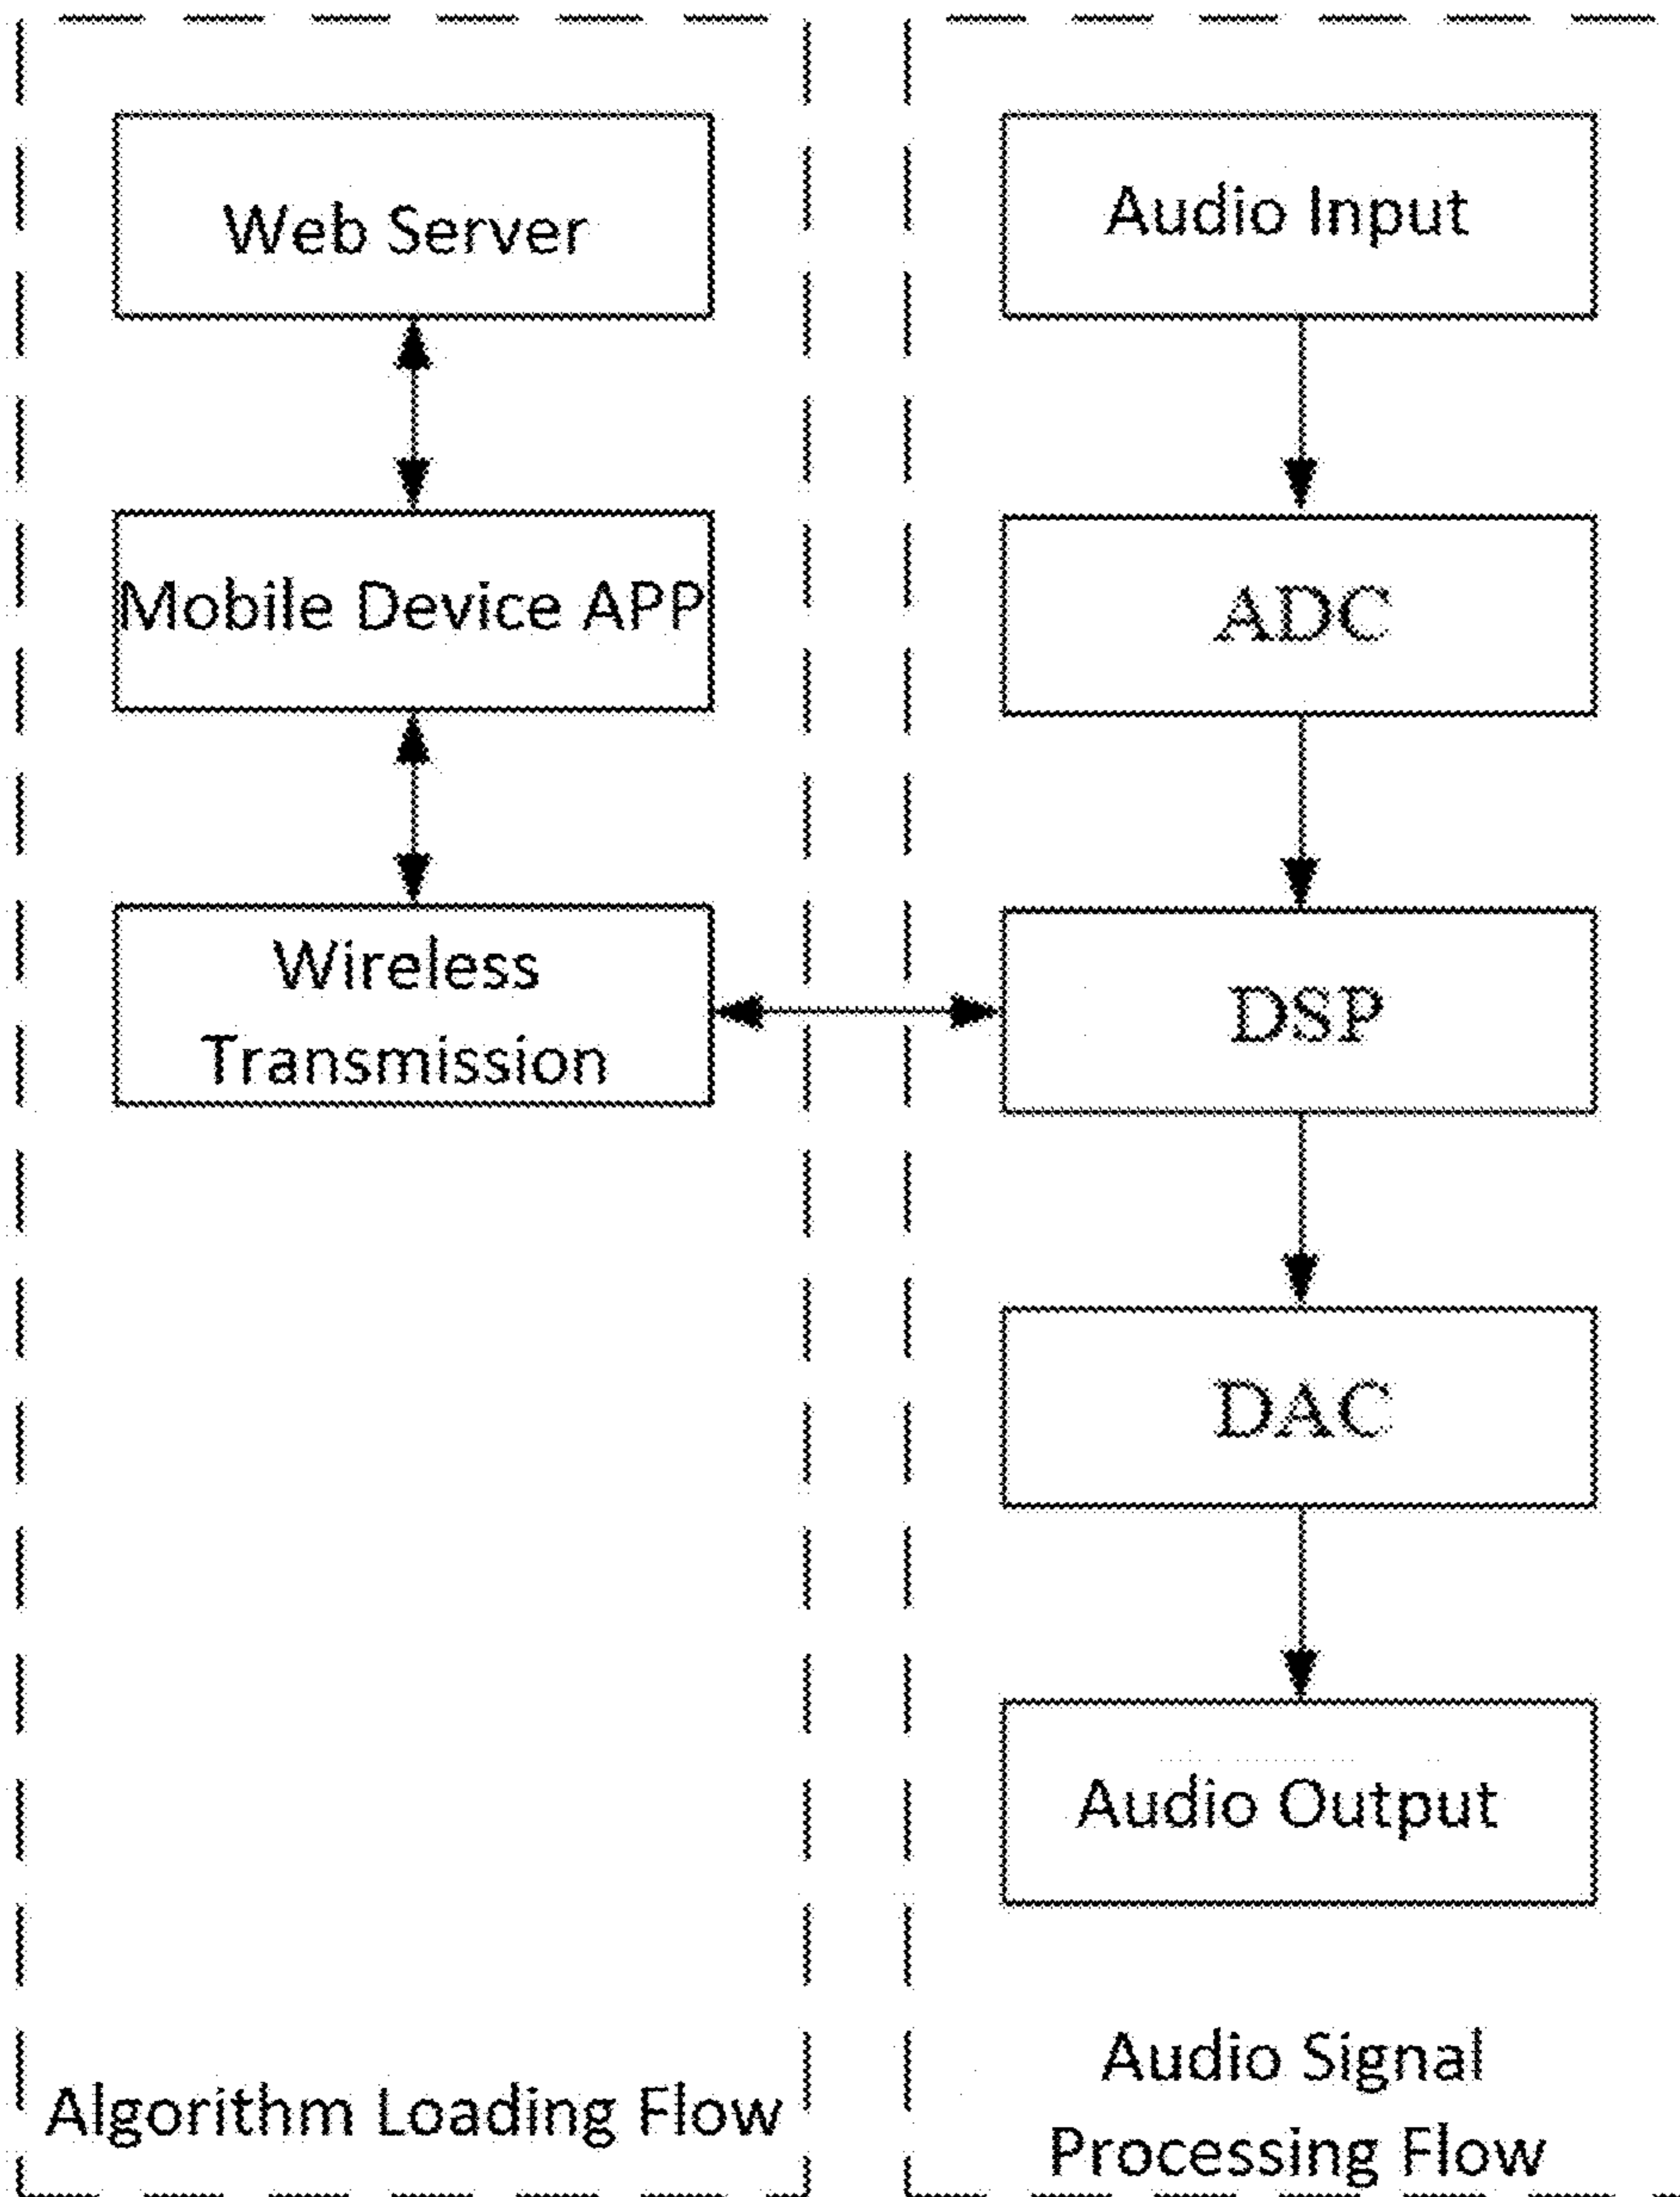 Web Server
Mobile Device APP
Wireless
Transmission
Algorithm Loading Flow
Audio Input
ADC
DSP
DAC
Audio Output
Audio Signal
Processing Flow